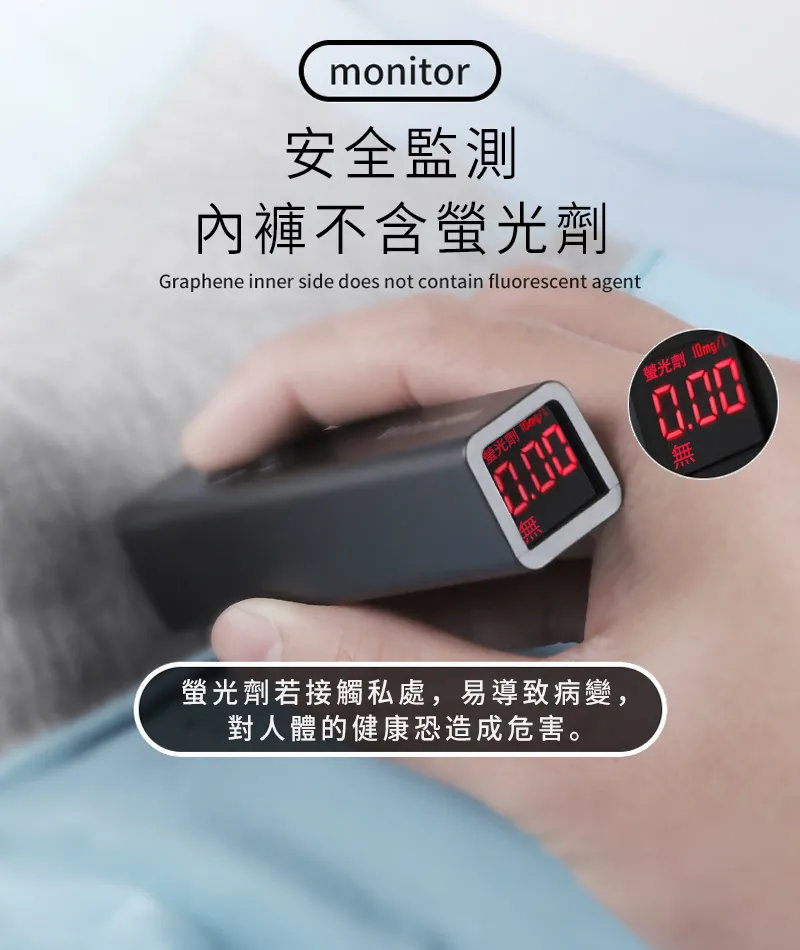 monitor
安全監測
內褲不含螢光劑
Graphene inner side does not contain fluorescent agent
螢光劑 10mg/l
0.00
無
螢光劑 10mg/l
0.00
無
螢光劑若接觸私處，易導致病變，
對人體的健康恐造成危害。